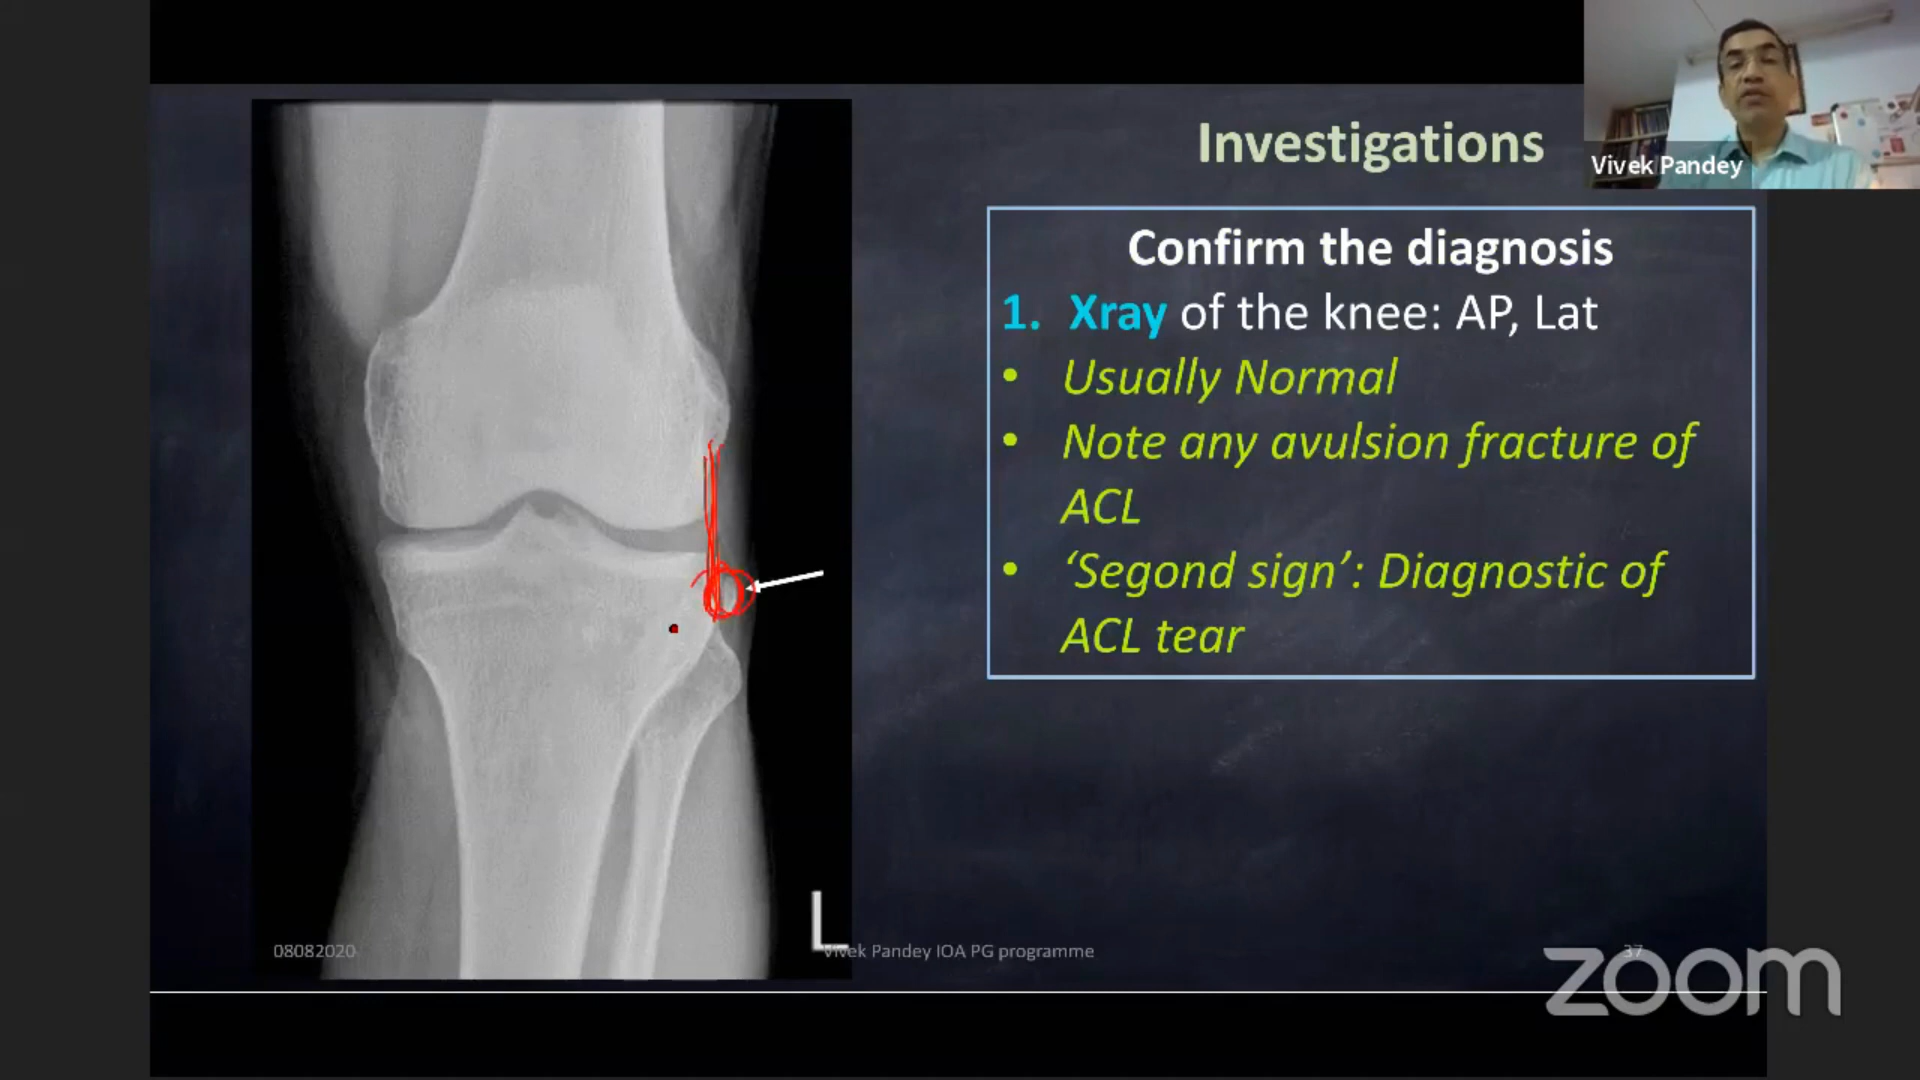 Investigations
Vivek Pandey
Confirm the diagnosis
1. Xray of the knee: AP, Lat
• Usually Normal
• Note any avulsion fracture of
ACL
• ‘Segond sign’: Diagnostic of
ACL tear
L
08082020
Vivek Pandey IOA PG programme
37
zoom